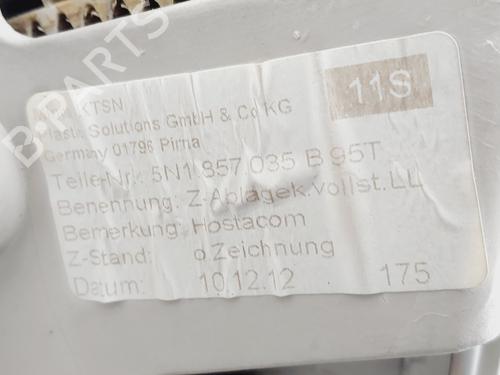 B-PARTS
KTSN
11S
Plastic Solutions GmbH & Co KG
Germany 01796 Pirna
Teile-Nr.: 5N1 857 035 B 95T
Benennung: Z-Ablagek.vollst.LL
Bemerkung: Hostacom
Z-Stand: o.Zeichnung
Datum: 10.12.12 175